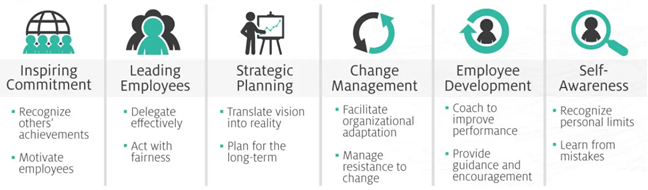 Inspiring
Commitment
Recognize
others'
achievements
Motivate
employees
Leading
Employees
Delegate
effectively
Act with
fairness
Strategic
Planning
Translate vision
into reality
Plan for the
long-term
Change
Management
Facilitate
organizational
adaptation
Manage
resistance to
change
Employee
Development
Coach to
improve
performance
Provide
guidance and
encouragement
Self-
Awareness
Recognize
personal limits
Learn from
mistakes